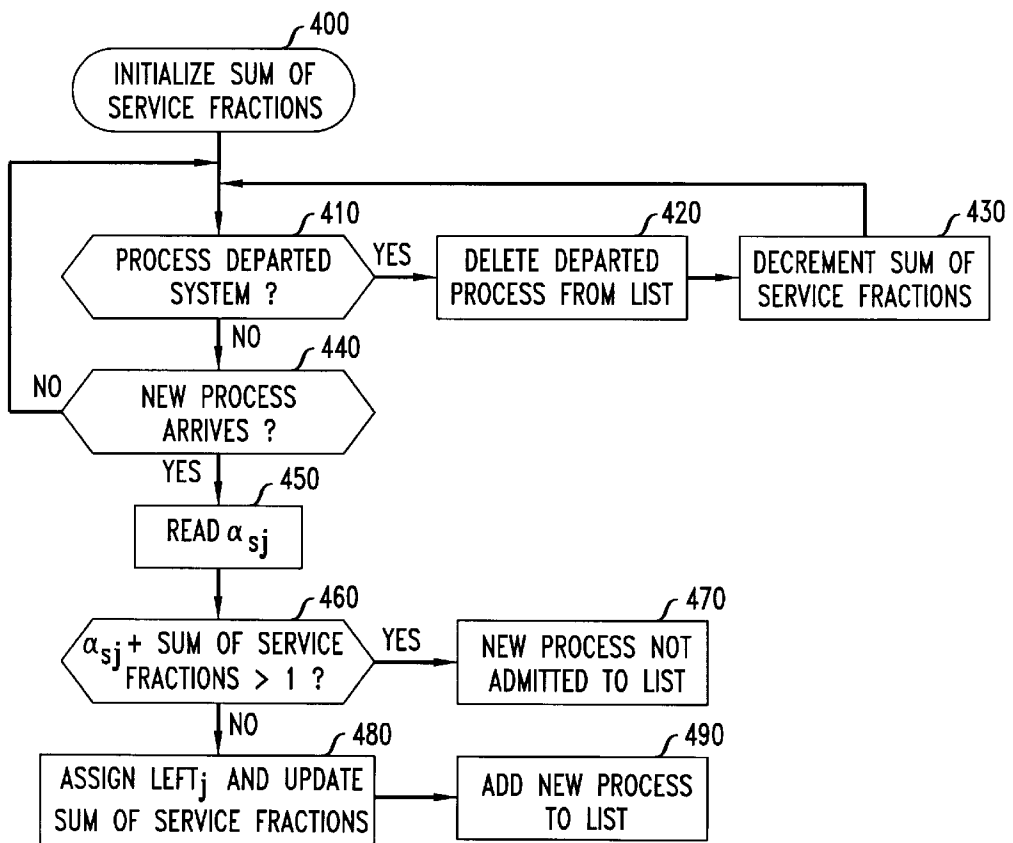 400
INITIALIZE SUM OF
SERVICE FRACTIONS
410
PROCESS DEPARTED
SYSTEM ?
YES
420
DELETE DEPARTED
PROCESS FROM LIST
430
DECREMENT SUM OF
SERVICE FRACTIONS
NO
440
NEW PROCESS
ARRIVES ?
NO
YES
450
READ αsj
460
αsj + SUM OF SERVICE
FRACTIONS > 1 ?
YES
470
NEW PROCESS NOT
ADMITTED TO LIST
NO
480
ASSIGN LEFTj AND UPDATE
SUM OF SERVICE FRACTIONS
490
ADD NEW PROCESS
TO LIST